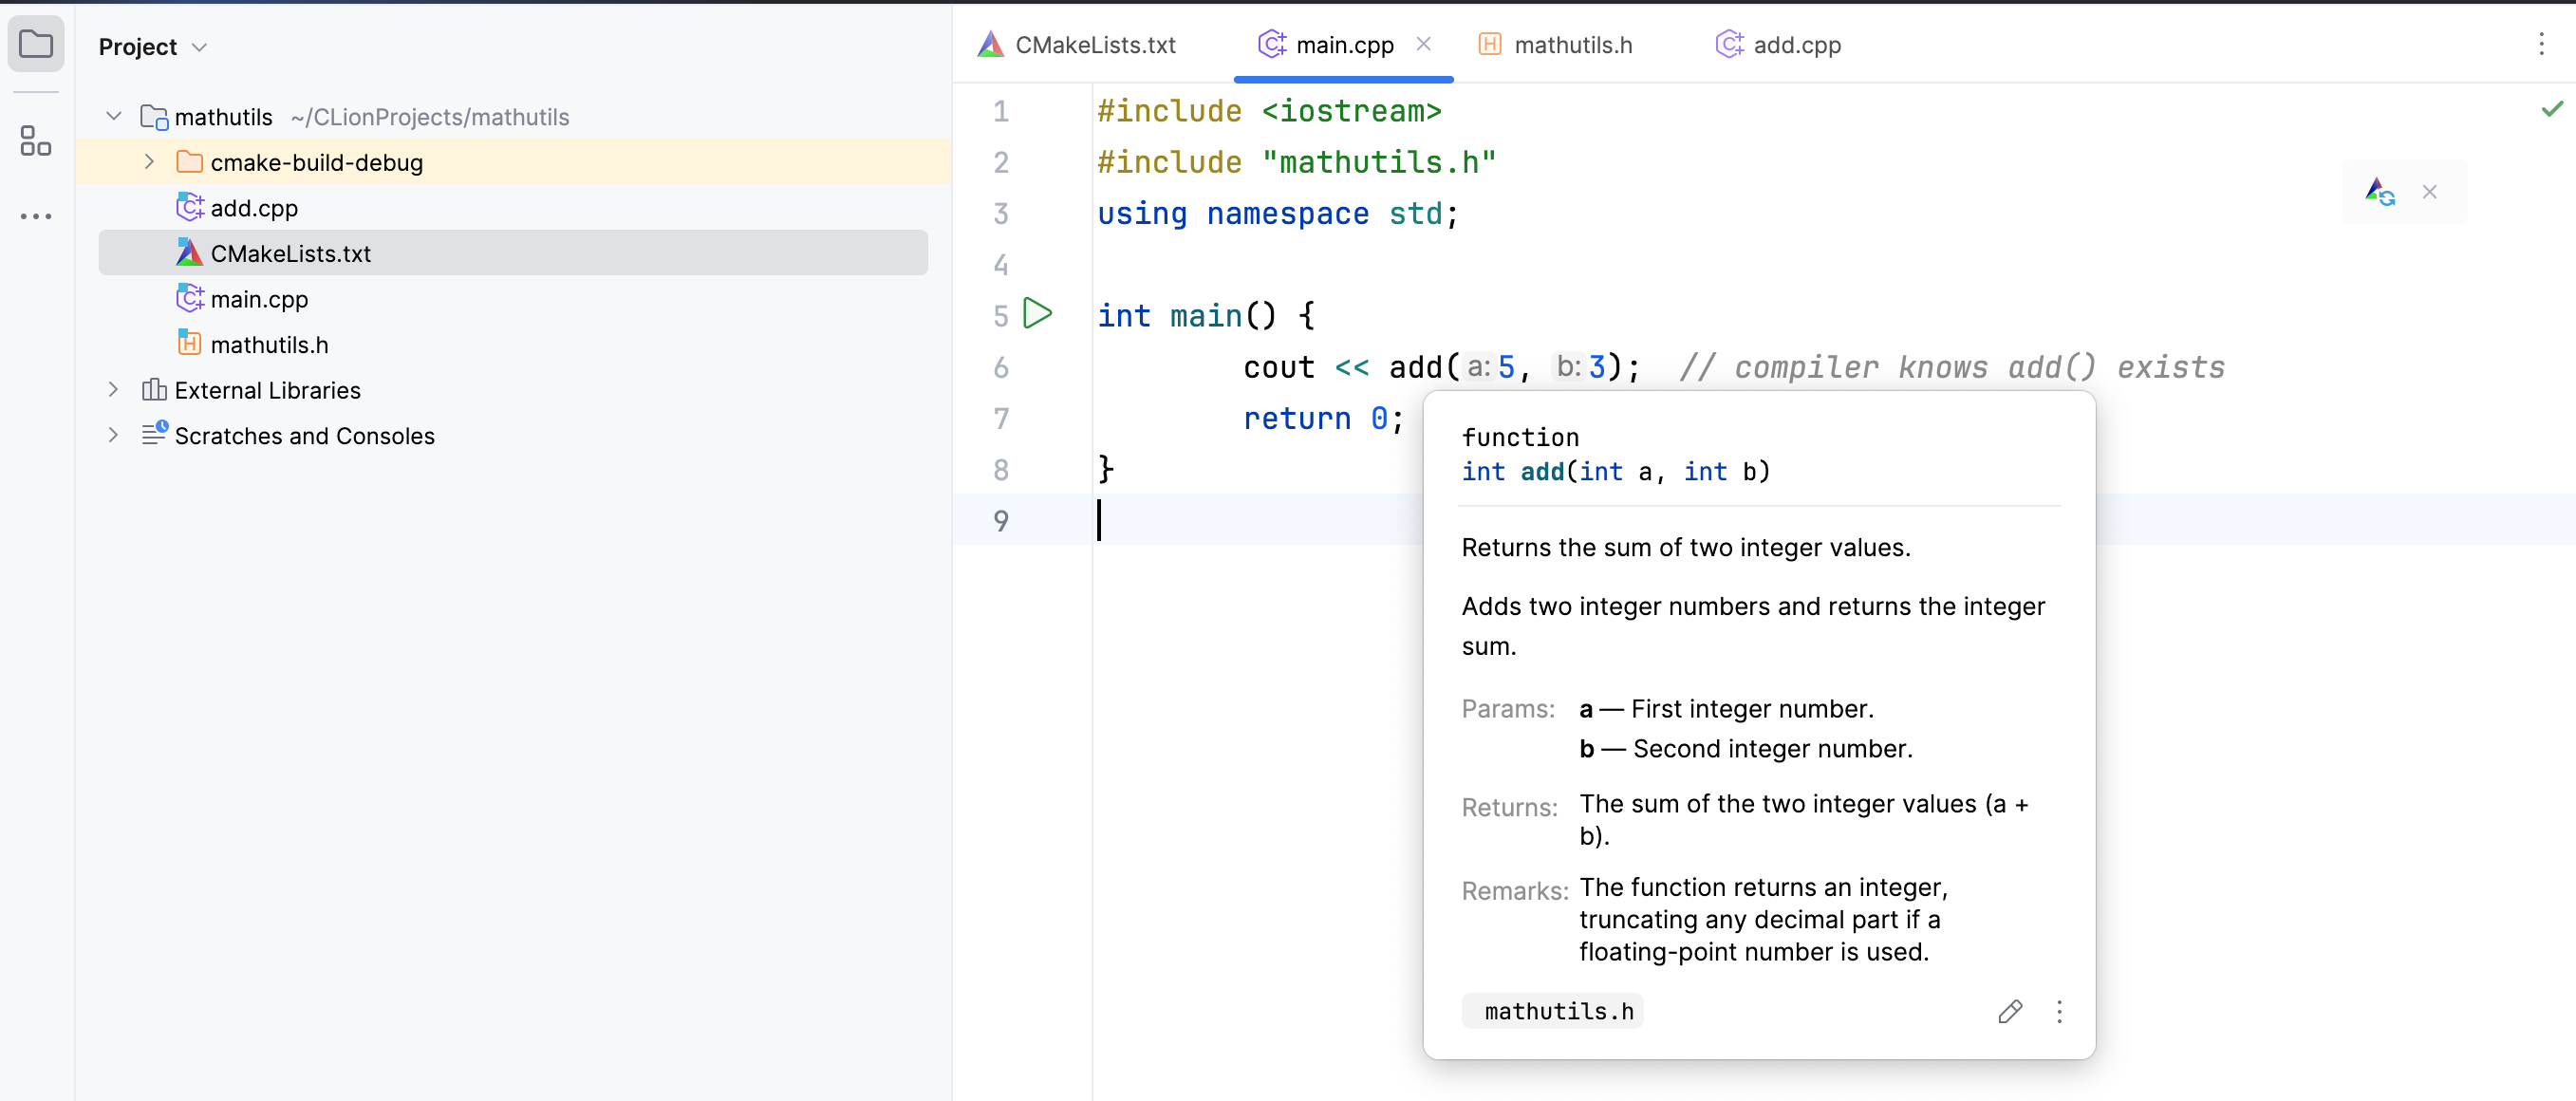 Project
mathutils ~/CLionProjects/mathutils
cmake-build-debug
add.cpp
CMakeLists.txt
main.cpp
mathutils.h
External Libraries
Scratches and Consoles
CMakeLists.txt main.cpp mathutils.h add.cpp
1 #include <iostream>
2 #include "mathutils.h"
3 using namespace std;
4
5 int main() {
6 cout << add(a:5, b:3); // compiler knows add() exists
7 return 0;
8 }
9
function
int add(int a, int b)
Returns the sum of two integer values.
Adds two integer numbers and returns the integer
sum.
Params: a — First integer number.
b — Second integer number.
Returns: The sum of the two integer values (a +
b).
Remarks: The function returns an integer,
truncating any decimal part if a
floating-point number is used.
mathutils.h